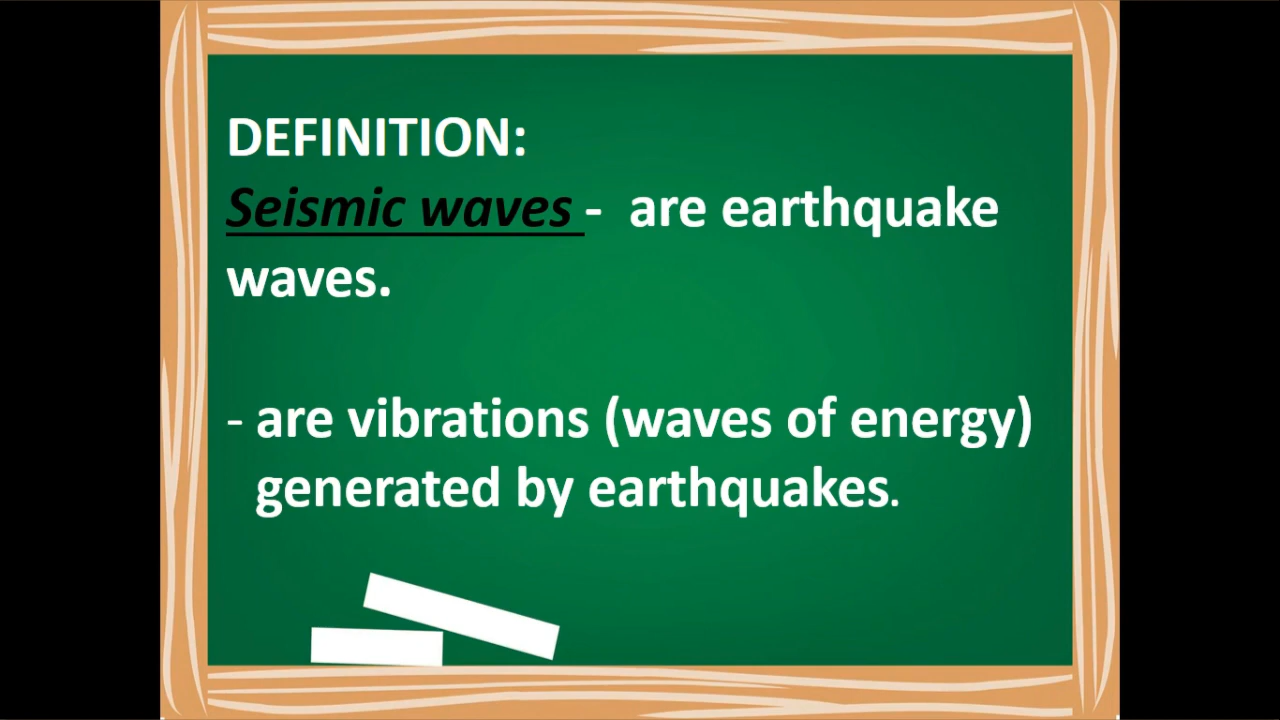 DEFINITION:
Seismic waves - are earthquake
waves.
- are vibrations (waves of energy)
generated by earthquakes.